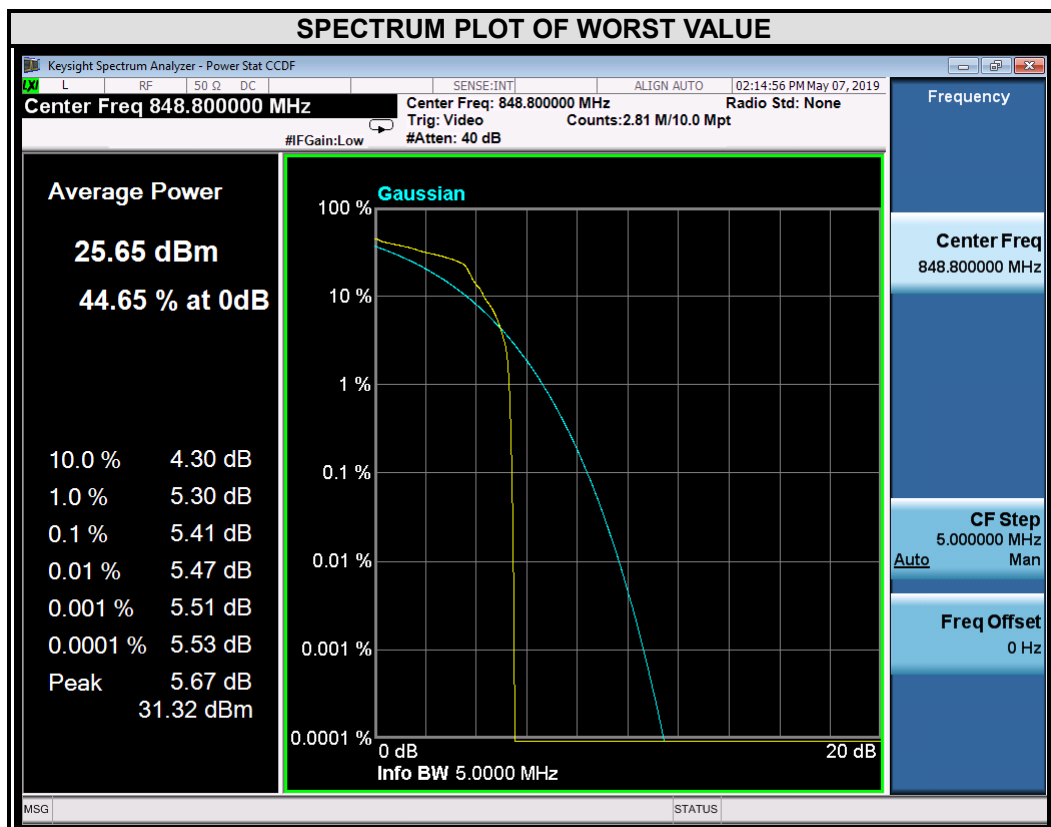 SPECTRUM PLOT OF WORST VALUE
Keysight Spectrum Analyzer - Power Stat CCDF
LXI L RF 50 Ω DC SENSE:INT ALIGN AUTO 02:14:56 PM May 07, 2019
Center Freq 848.800000 MHz
Center Freq: 848.800000 MHz Radio Std: None
Trig: Video Counts:2.81 M/10.0 Mpt
#IFGain:Low #Atten: 40 dB
Average Power
25.65 dBm
44.65 % at 0dB
10.0 % 4.30 dB
1.0 % 5.30 dB
0.1 % 5.41 dB
0.01 % 5.47 dB
0.001 % 5.51 dB
0.0001 % 5.53 dB
Peak 5.67 dB
31.32 dBm
Gaussian
100 %
10 %
1 %
0.1 %
0.01 %
0.001 %
0.0001 %
0 dB 20 dB
Info BW 5.0000 MHz
Frequency
Center Freq
848.800000 MHz
CF Step
5.000000 MHz
Auto Man
Freq Offset
0 Hz
MSG STATUS